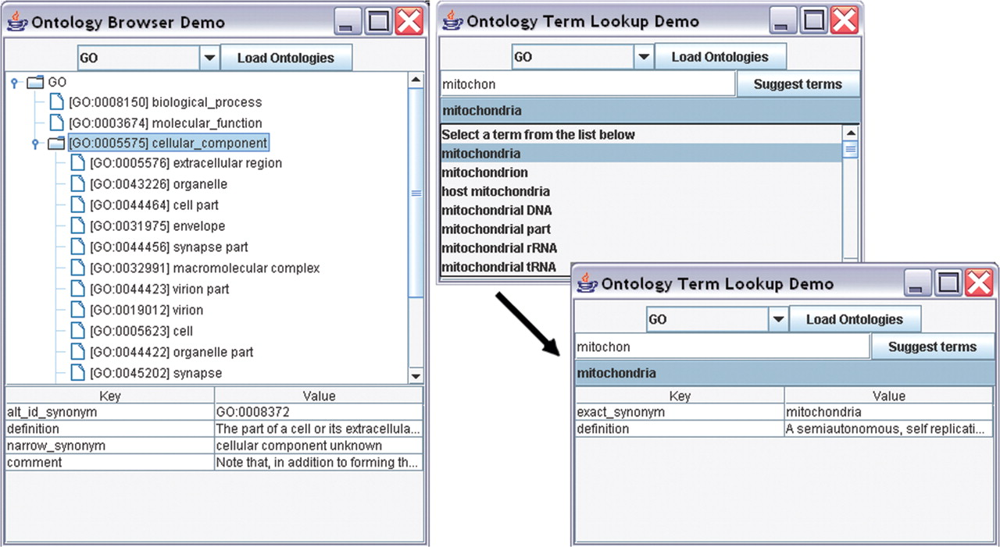 Ontology Browser Demo
GO Load Ontologies
GO
[GO:0008150] biological_process
[GO:0003674] molecular_function
[GO:0005575] cellular_component
[GO:0005576] extracellular region
[GO:0043226] organelle
[GO:0044464] cell part
[GO:0031975] envelope
[GO:0044456] synapse part
[GO:0032991] macromolecular complex
[GO:0044423] virion part
[GO:0019012] virion
[GO:0005623] cell
[GO:0044422] organelle part
[GO:0045202] synapse
Key Value
alt_id_synonym GO:0008372
definition The part of a cell or its extracellula...
narrow_synonym cellular component unknown
comment Note that, in addition to forming th...
Ontology Term Lookup Demo
GO Load Ontologies
mitochon Suggest terms
mitochondria
Select a term from the list below
mitochondria
mitochondrion
host mitochondria
mitochondrial DNA
mitochondrial part
mitochondrial rRNA
mitochondrial tRNA
Ontology Term Lookup Demo
GO Load Ontologies
mitochon Suggest terms
mitochondria
Key Value
exact_synonym mitochondria
definition A semiautonomous, self replicati...